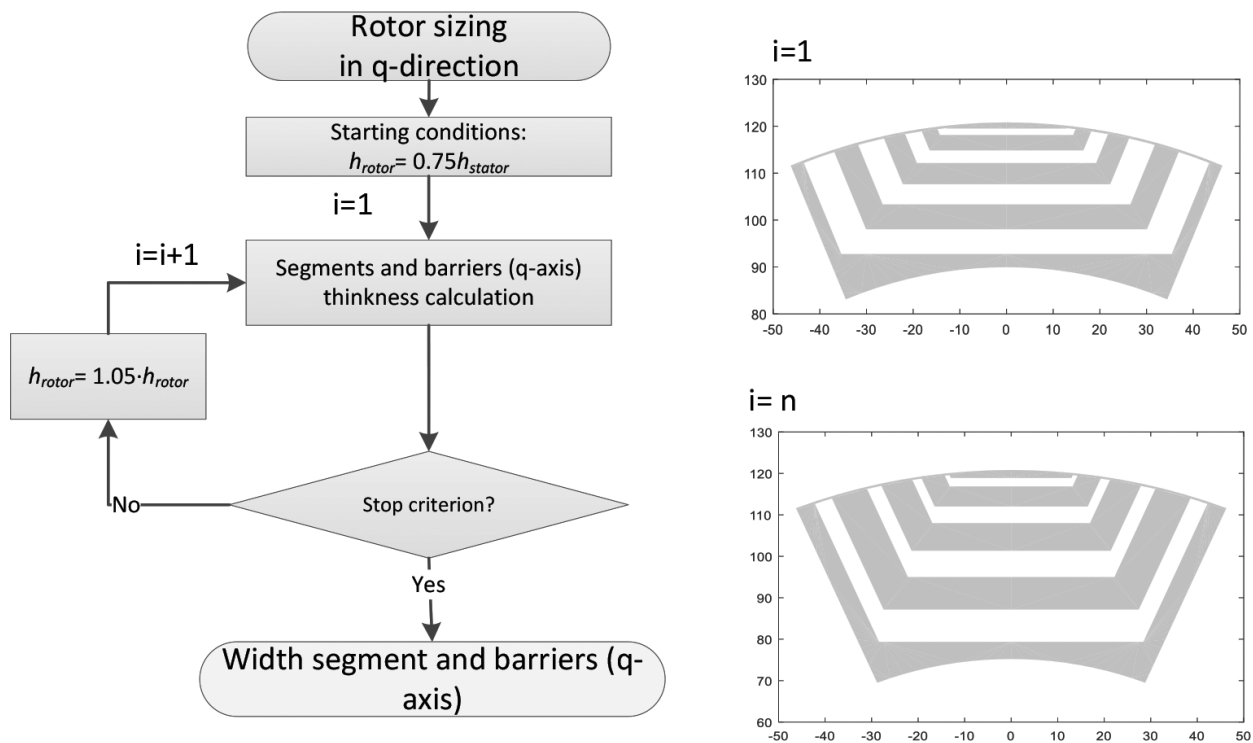 Rotor sizing
in q-direction
Starting conditions:
hrotor= 0.75hstator
i=1
i=i+1
Segments and barriers (q-axis)
thinkness calculation
hrotor= 1.05·hrotor
Stop criterion?
No
Yes
Width segment and barriers (q-
axis)
i=1
130
120
110
100
90
80
-50 -40 -30 -20 -10 0 10 20 30 40 50
i= n
130
120
110
100
90
80
70
60
-50 -40 -30 -20 -10 0 10 20 30 40 50